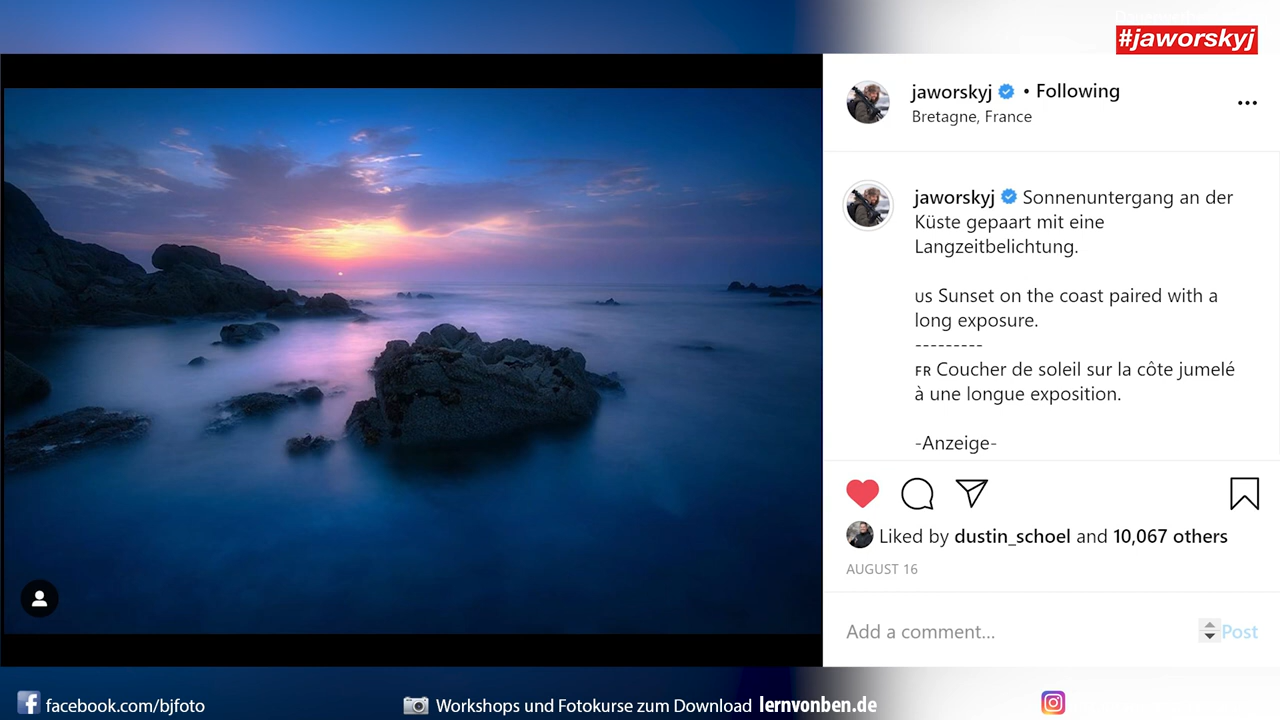 #jaworskyj
jaworskyj • Following
Bretagne, France
•••
jaworskyj Sonnenuntergang an der
Küste gepaart mit eine
Langzeitbelichtung.
us Sunset on the coast paired with a
long exposure.
---------
FR Coucher de soleil sur la côte jumelé
à une longue exposition.
-Anzeige-
Liked by dustin_schoel and 10,067 others
AUGUST 16
Add a comment...
Post
facebook.com/bjfoto
Workshops und Fotokurse zum Download lernvonben.de